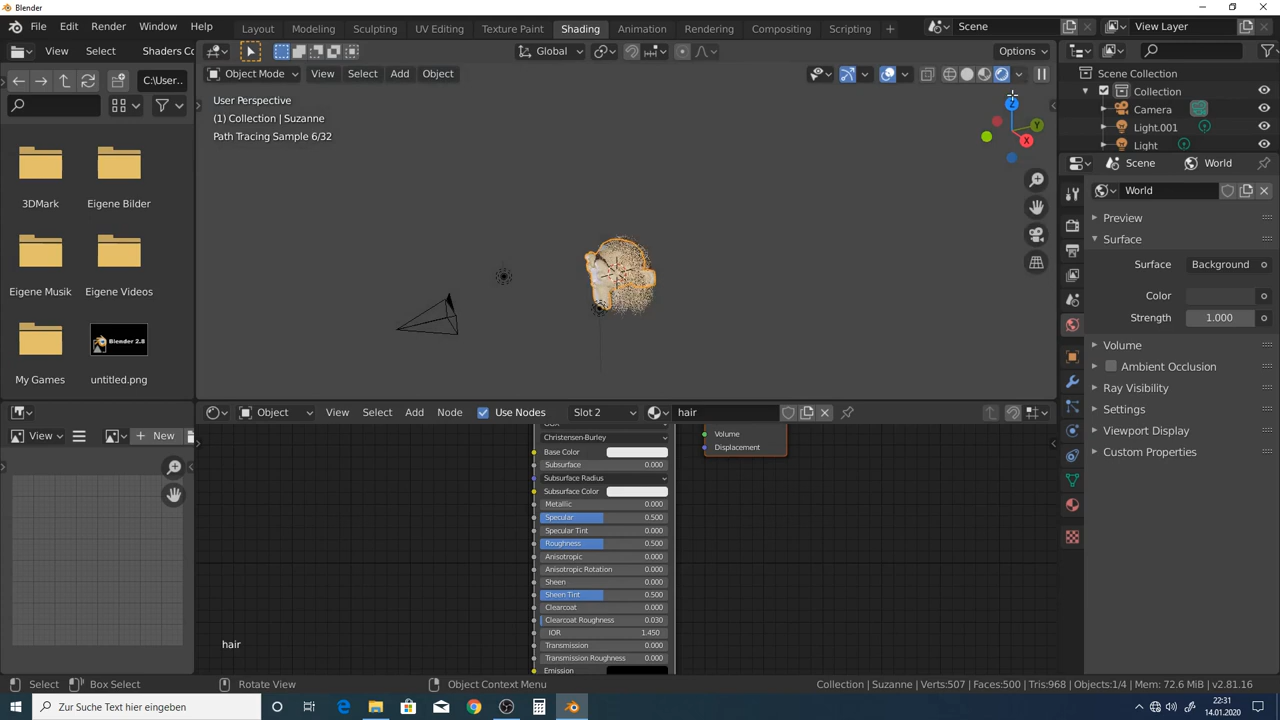 Blender
File Edit Render Window Help
Layout Modeling Sculpting UV Editing Texture Paint Shading Animation Rendering Compositing Scripting
Scene View Layer
View Select Shaders Co
Global
Options
Object Mode View Select Add Object
C:\User..
Scene Collection
Collection
Camera
Light.001
Light
User Perspective
(1) Collection | Suzanne
Path Tracing Sample 6/32
Z
Y
X
3DMark Eigene Bilder
Eigene Musik Eigene Videos
Blender 2.8
My Games untitled.png
Scene World
World
Preview
Surface
Surface Background
Color
Strength 1.000
Volume
Ambient Occlusion
Ray Visibility
Settings
Viewport Display
Custom Properties
View New
Object View Select Add Node Use Nodes Slot 2 hair
Volume
Displacement
Christensen-Burley
Base Color
Subsurface 0.000
Subsurface Radius
Subsurface Color
Metallic 0.000
Specular 0.500
Specular Tint 0.000
Roughness 0.500
Anisotropic 0.000
Anisotropic Rotation 0.000
Sheen 0.000
Sheen Tint 0.500
Clearcoat 0.000
Clearcoat Roughness 0.030
IOR 1.450
Transmission 0.000
Transmission Roughness 0.000
Emission
hair
Select Box Select Rotate View Object Context Menu
Collection | Suzanne | Verts:507 | Faces:500 | Tris:968 | Objects:1/4 | Mem: 72.6 MiB | v2.81.16
Zur Suche Text hier eingeben
22:31
14.01.2020